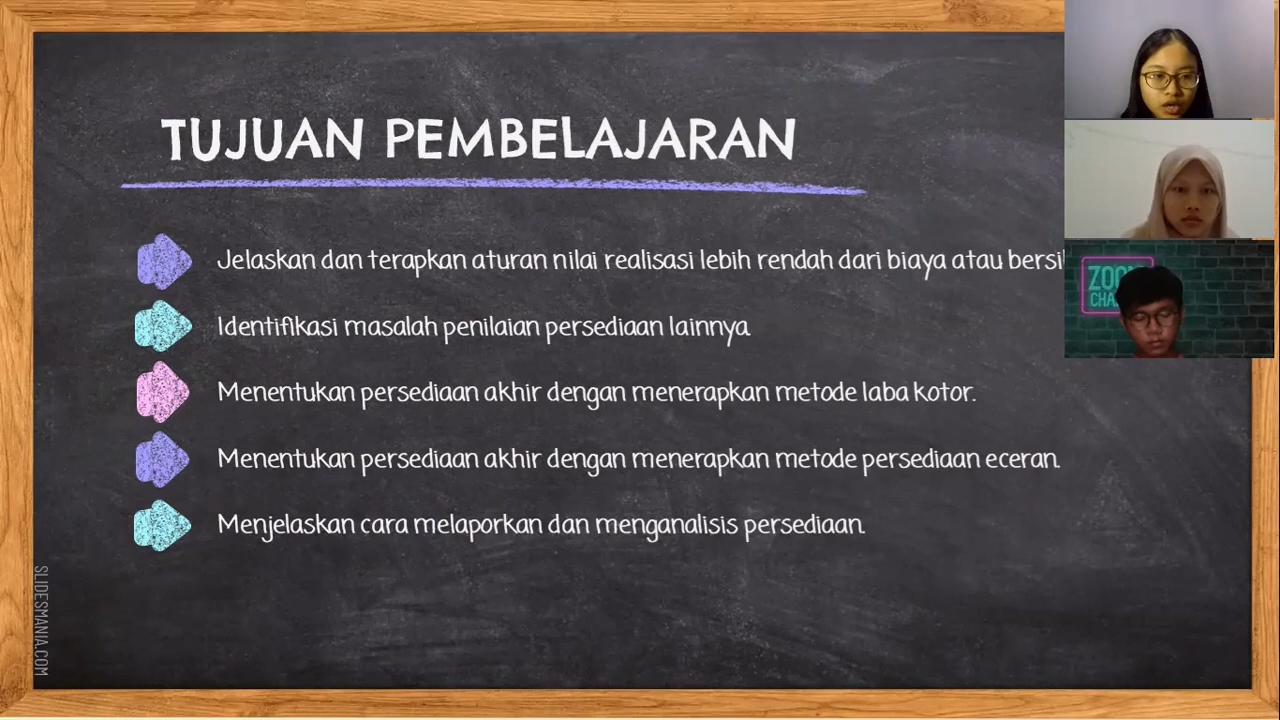 TUJUAN PEMBELAJARAN
Jelaskan dan terapkan aturan nilai realisasi lebih rendah dari biaya atau
Identifikasi masalah penilaian persediaan lainnya
Menentukan persediaan akhir dengan menerapkan metode laba kotor.
Menentukan persediaan akhir dengan menerapkan metode persediaan eceran.
Menjelaskan cara melaporkan dan menganalisis persediaan.
SLIDESMANIA.COM